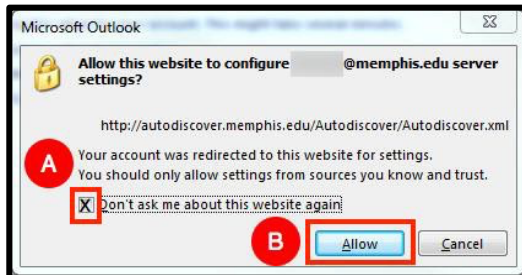 Microsoft Outlook
Allow this website to configure @memphis.edu server
settings?
http://autodiscover.memphis.edu/Autodiscover/Autodiscover.xml
Your account was redirected to this website for settings.
You should only allow settings from sources you know and trust.
A
X Don't ask me about this website again
B
Allow
Cancel